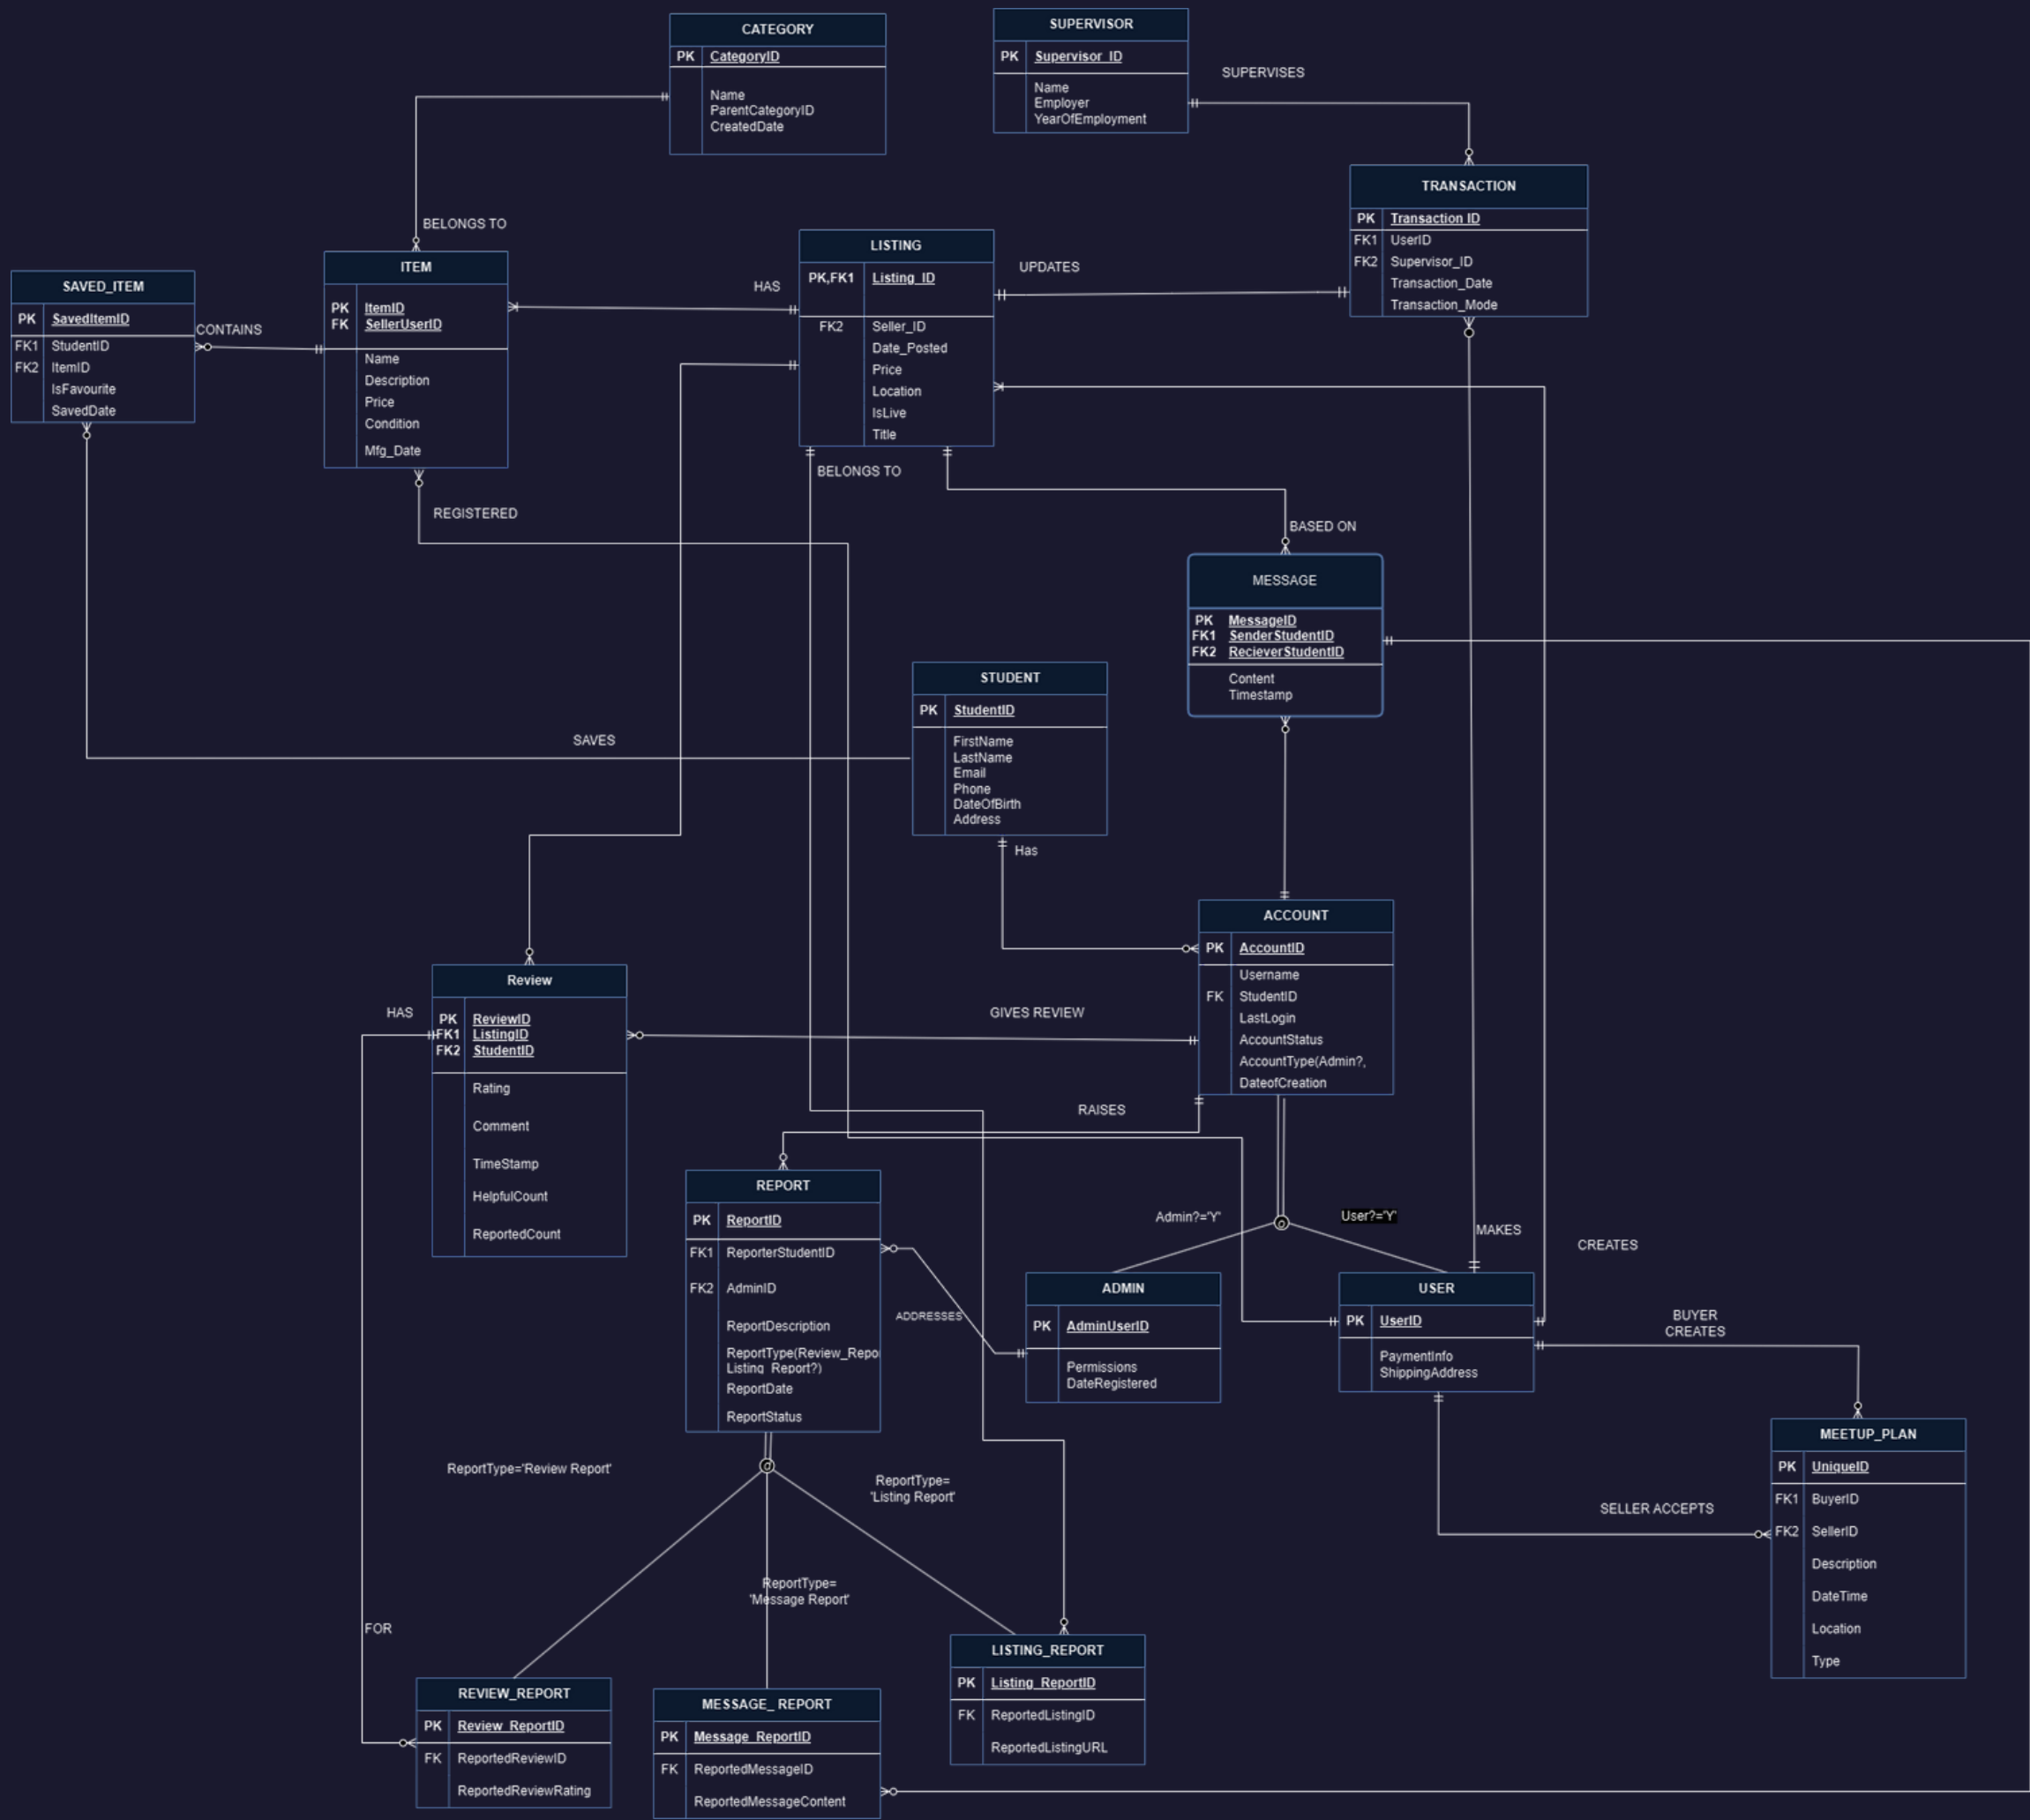 CATEGORY
PK CategoryID
Name
ParentCategoryID
CreatedDate
SUPERVISOR
PK Supervisor_ID
Name
Employer
YearOfEmployment
SUPERVISES
TRANSACTION
PK Transaction ID
FK1 UserID
FK2 Supervisor_ID
Transaction_Date
Transaction_Mode
BELONGS TO
ITEM
PK ItemID
FK SellerUserID
Name
Description
Price
Condition
Mfg_Date
SAVED_ITEM
PK SavedItemID
FK1 StudentID
FK2 ItemID
IsFavourite
SavedDate
CONTAINS
HAS
LISTING
PK,FK1 Listing_ID
FK2 Seller_ID
Date_Posted
Price
Location
IsLive
Title
UPDATES
BELONGS TO
REGISTERED
BASED ON
MESSAGE
PK MessageID
FK1 SenderStudentID
FK2 RecieverStudentID
Content
Timestamp
STUDENT
PK StudentID
FirstName
LastName
Email
Phone
DateOfBirth
Address
SAVES
Has
ACCOUNT
PK AccountID
Username
FK StudentID
LastLogin
AccountStatus
AccountType(Admin?,
DateofCreation
Review
PK ReviewID
FK1 ListingID
FK2 StudentID
Rating
Comment
TimeStamp
HelpfulCount
ReportedCount
HAS
GIVES REVIEW
RAISES
REPORT
PK ReportID
FK1 ReporterStudentID
FK2 AdminID
ReportDescription
ReportType(Review_Repo
Listing_Report?)
ReportDate
ReportStatus
ADDRESSES
o
Admin?='Y'
User?='Y'
MAKES
CREATES
ADMIN
PK AdminUserID
Permissions
DateRegistered
USER
PK UserID
PaymentInfo
ShippingAddress
BUYER
CREATES
MEETUP_PLAN
PK UniqueID
FK1 BuyerID
FK2 SellerID
Description
DateTime
Location
Type
SELLER ACCEPTS
d
ReportType='Review Report'
ReportType=
'Listing Report'
ReportType=
'Message Report'
FOR
REVIEW_REPORT
PK Review_ReportID
FK ReportedReviewID
ReportedReviewRating
MESSAGE_ REPORT
PK Message_ReportID
FK ReportedMessageID
ReportedMessageContent
LISTING_REPORT
PK Listing_ReportID
FK ReportedListingID
ReportedListingURL